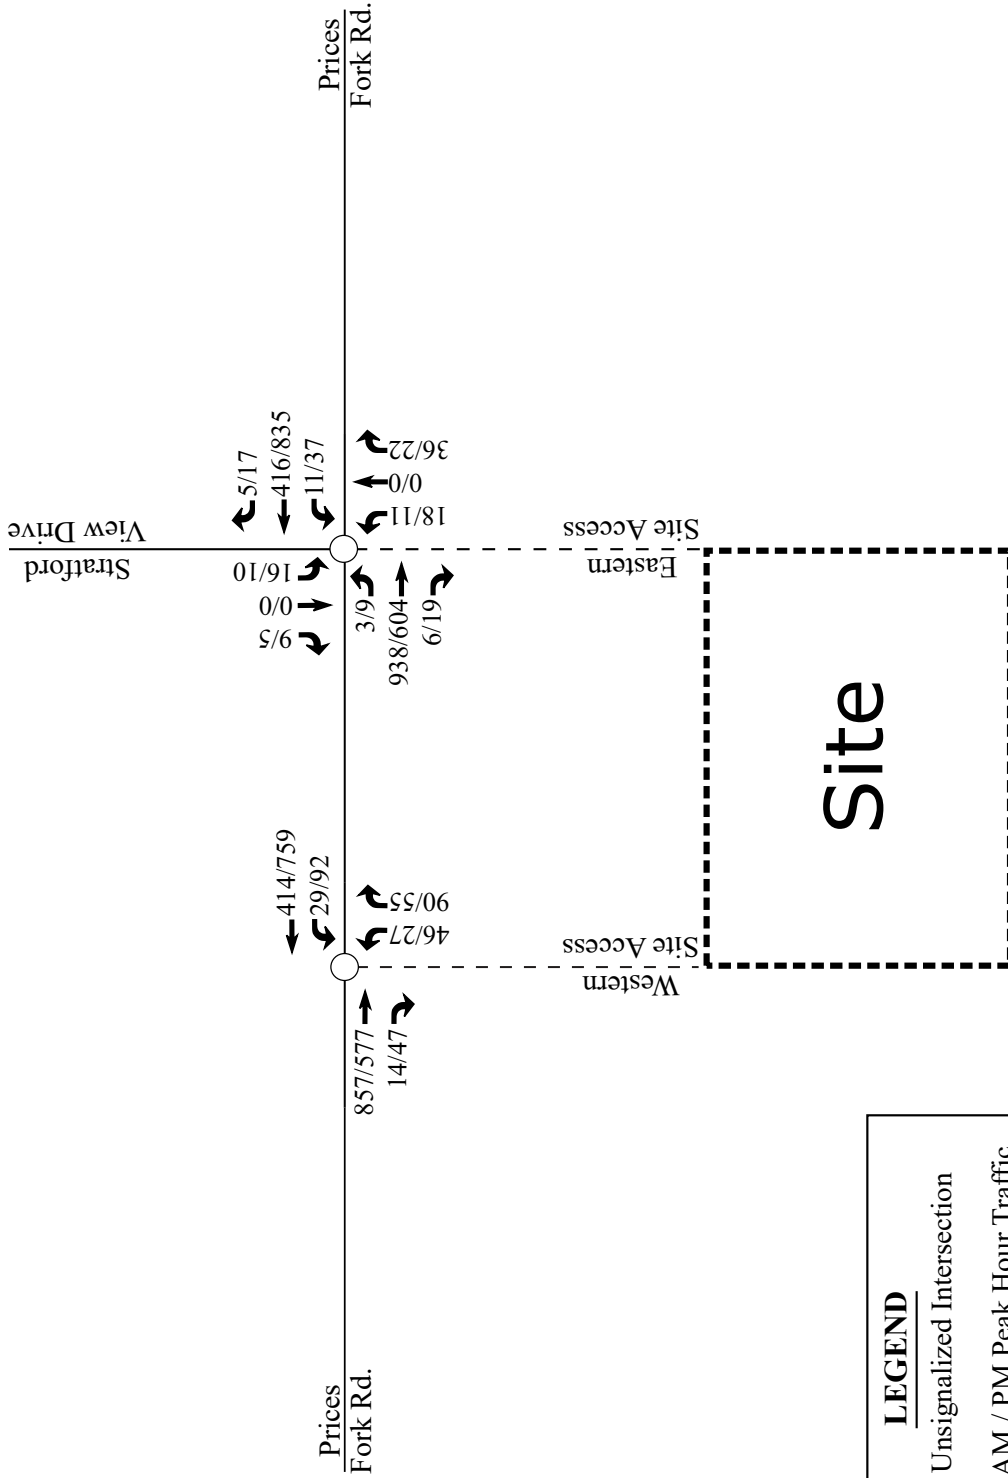 Prices
Fork Rd.
Stratford
View Drive
5/17
416/835
11/37
16/10
0/0
9/5
36/22
0/0
18/11
3/9
938/604
6/19
Eastern
Site Access
414/759
29/92
90/55
46/27
857/577
14/47
Western
Site Access
Site
Prices
Fork Rd.
LEGEND
Unsignalized Intersection
AM / PM Peak Hour Traffic